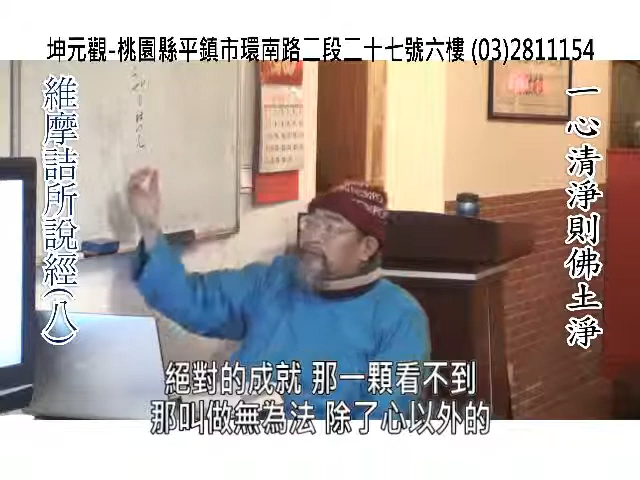 坤元觀-桃園縣平鎮市環南路二段二十七號六樓 (03)2811154
維摩詰所說經(八)
一心清淨則佛土淨
絕對的成就 那一顆看不到
那叫做無為法 除了心以外的